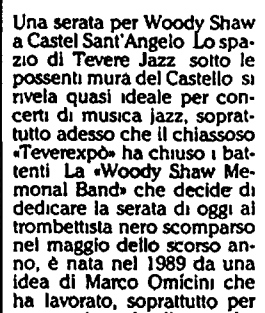 Una serata per Woody Shaw
a Castel Sant'Angelo Lo spa-
zio di Tevere Jazz sotto le
possenti mura del Castello si
rivela quasi ideale per con-
certi di musica jazz, soprat-
tutto adesso che il chiassoso
«Teverexpò» ha chiuso i bat-
tenti La «Woody Shaw Me-
monal Band» che decide di
dedicare la serata di oggi al
trombettista nero scomparso
nel maggio dello scorso an-
no, è nata nel 1989 da una
idea di Marco Omicini che
ha lavorato, soprattutto per